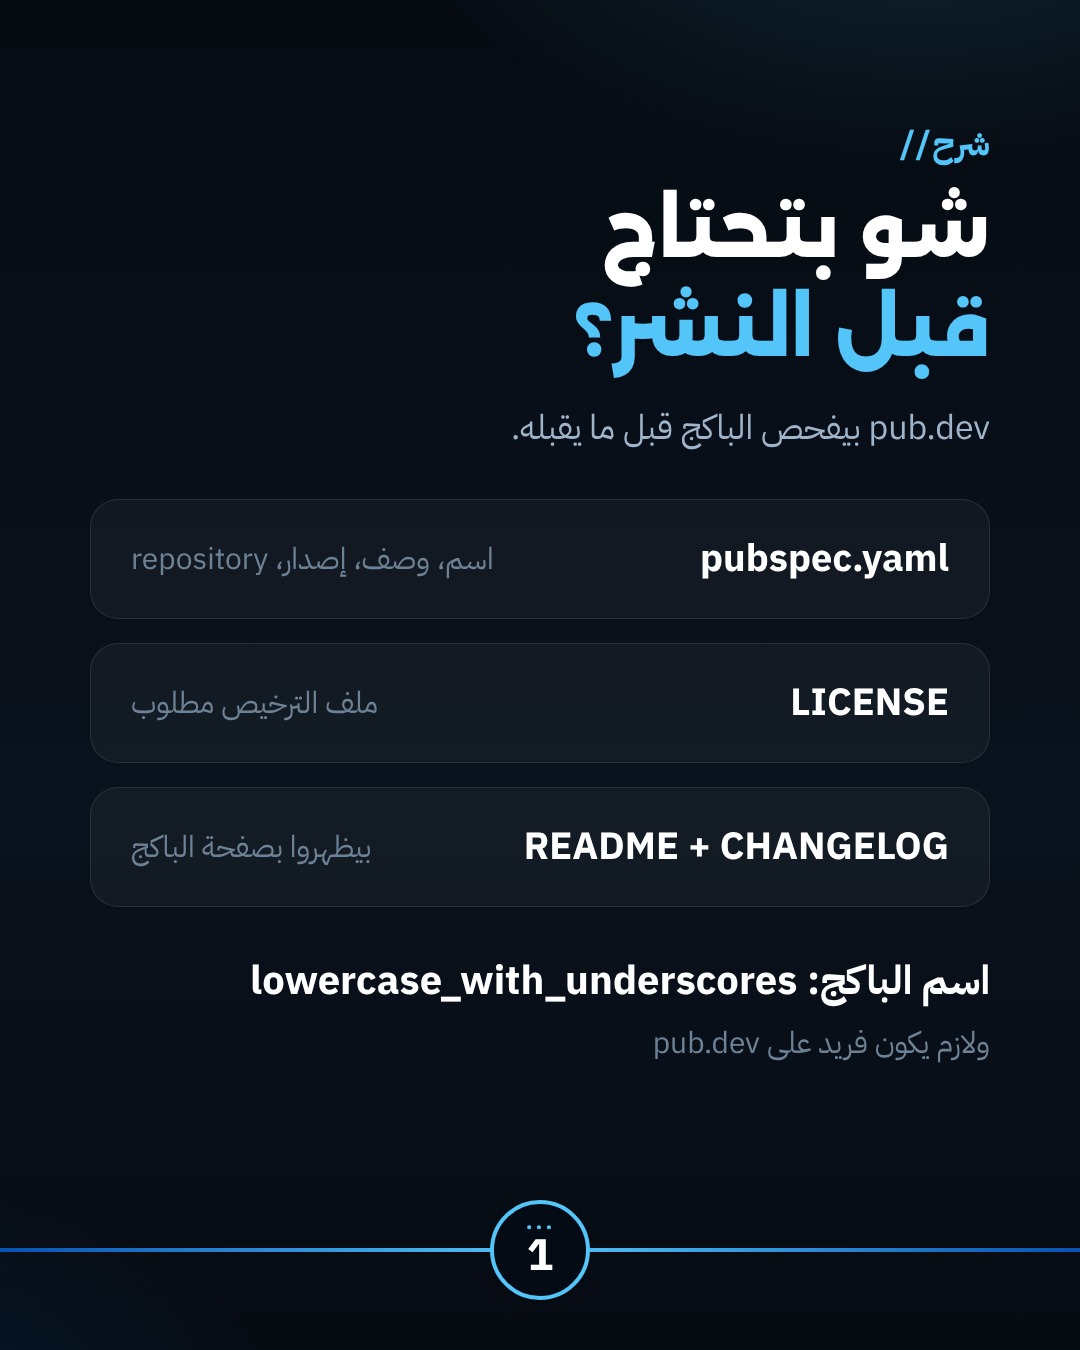 شرح//
شو بتحتاج
قبل النشر؟
pub.dev بيفحص الباكج قبل ما يقبله.
pubspec.yaml
اسم، وصف، إصدار، repository
LICENSE
ملف الترخيص مطلوب
README + CHANGELOG
بيظهروا بصفحة الباكج
اسم الباكج: lowercase_with_underscores
ولازم يكون فريد على pub.dev
...
1